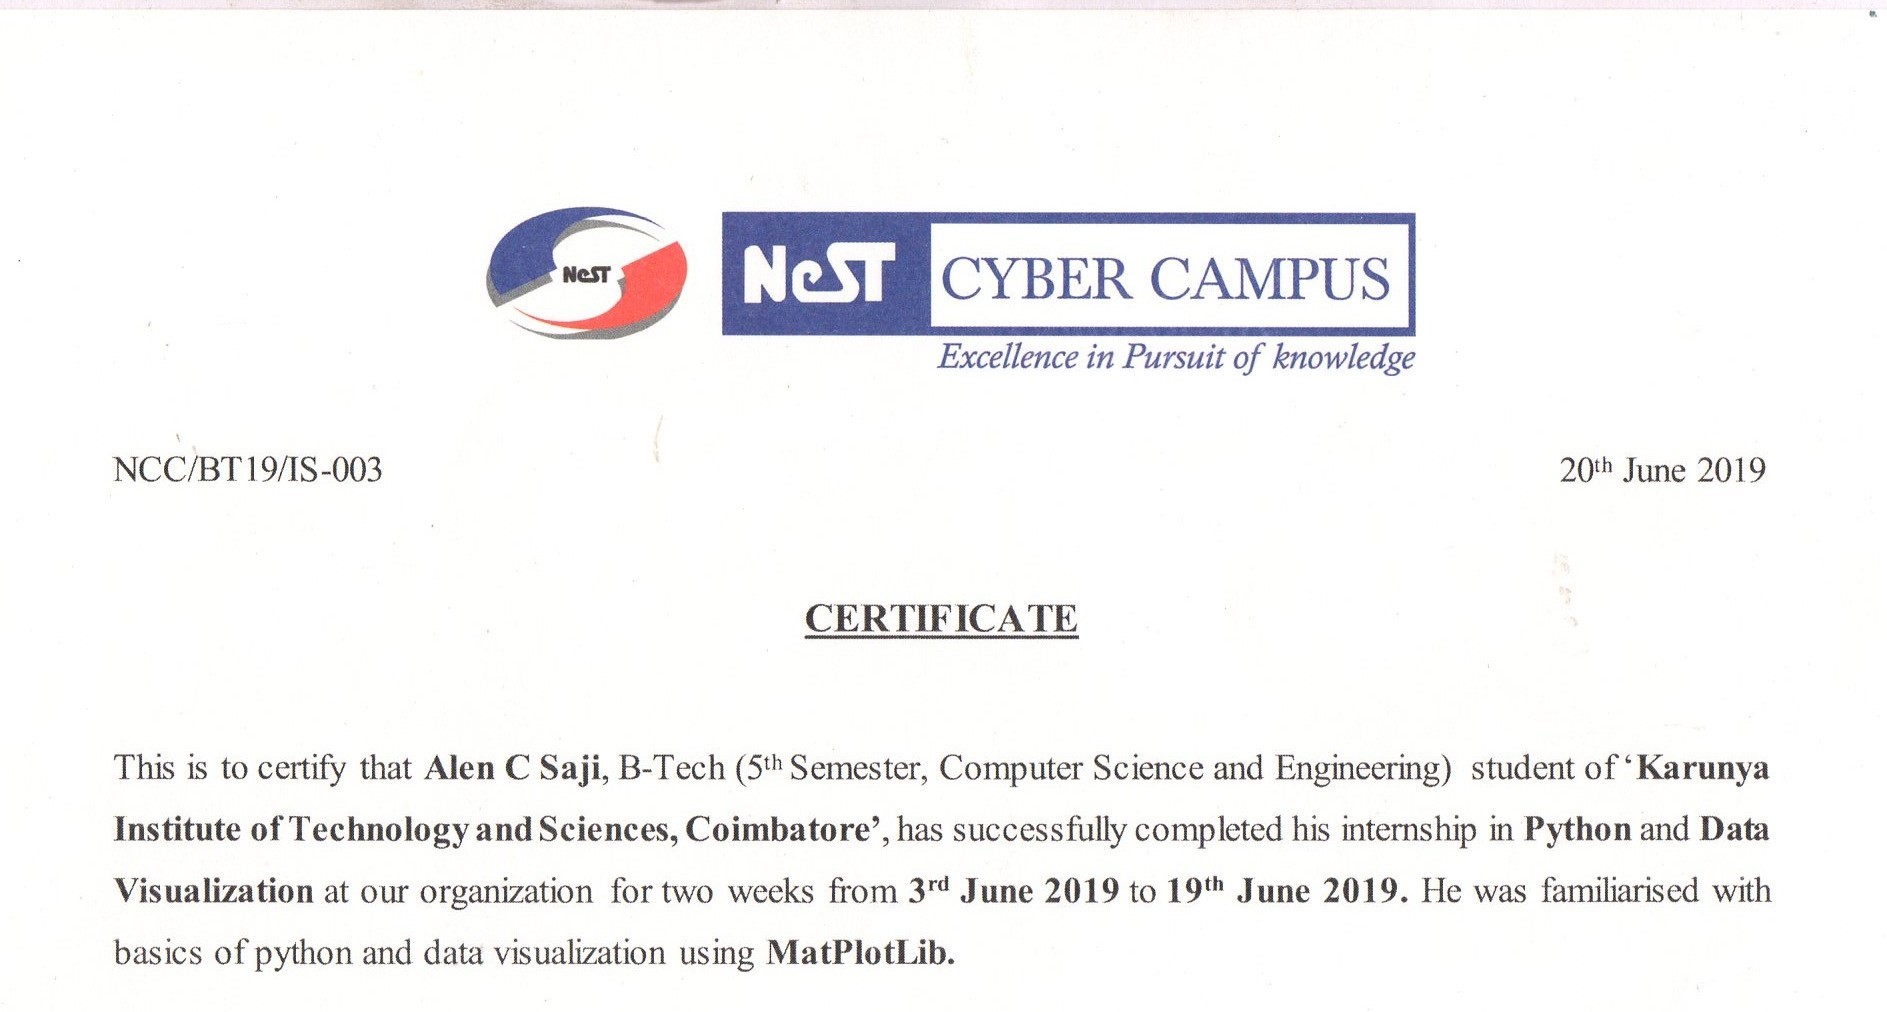 NeST
NeST CYBER CAMPUS
Excellence in Pursuit of knowledge
NCC/BT19/IS-003 20th June 2019
CERTIFICATE
This is to certify that Alen C Saji, B-Tech (5th Semester, Computer Science and Engineering) student of ‘Karunya
Institute of Technology and Sciences, Coimbatore’, has successfully completed his internship in Python and Data
Visualization at our organization for two weeks from 3rd June 2019 to 19th June 2019. He was familiarised with
basics of python and data visualization using MatPlotLib.